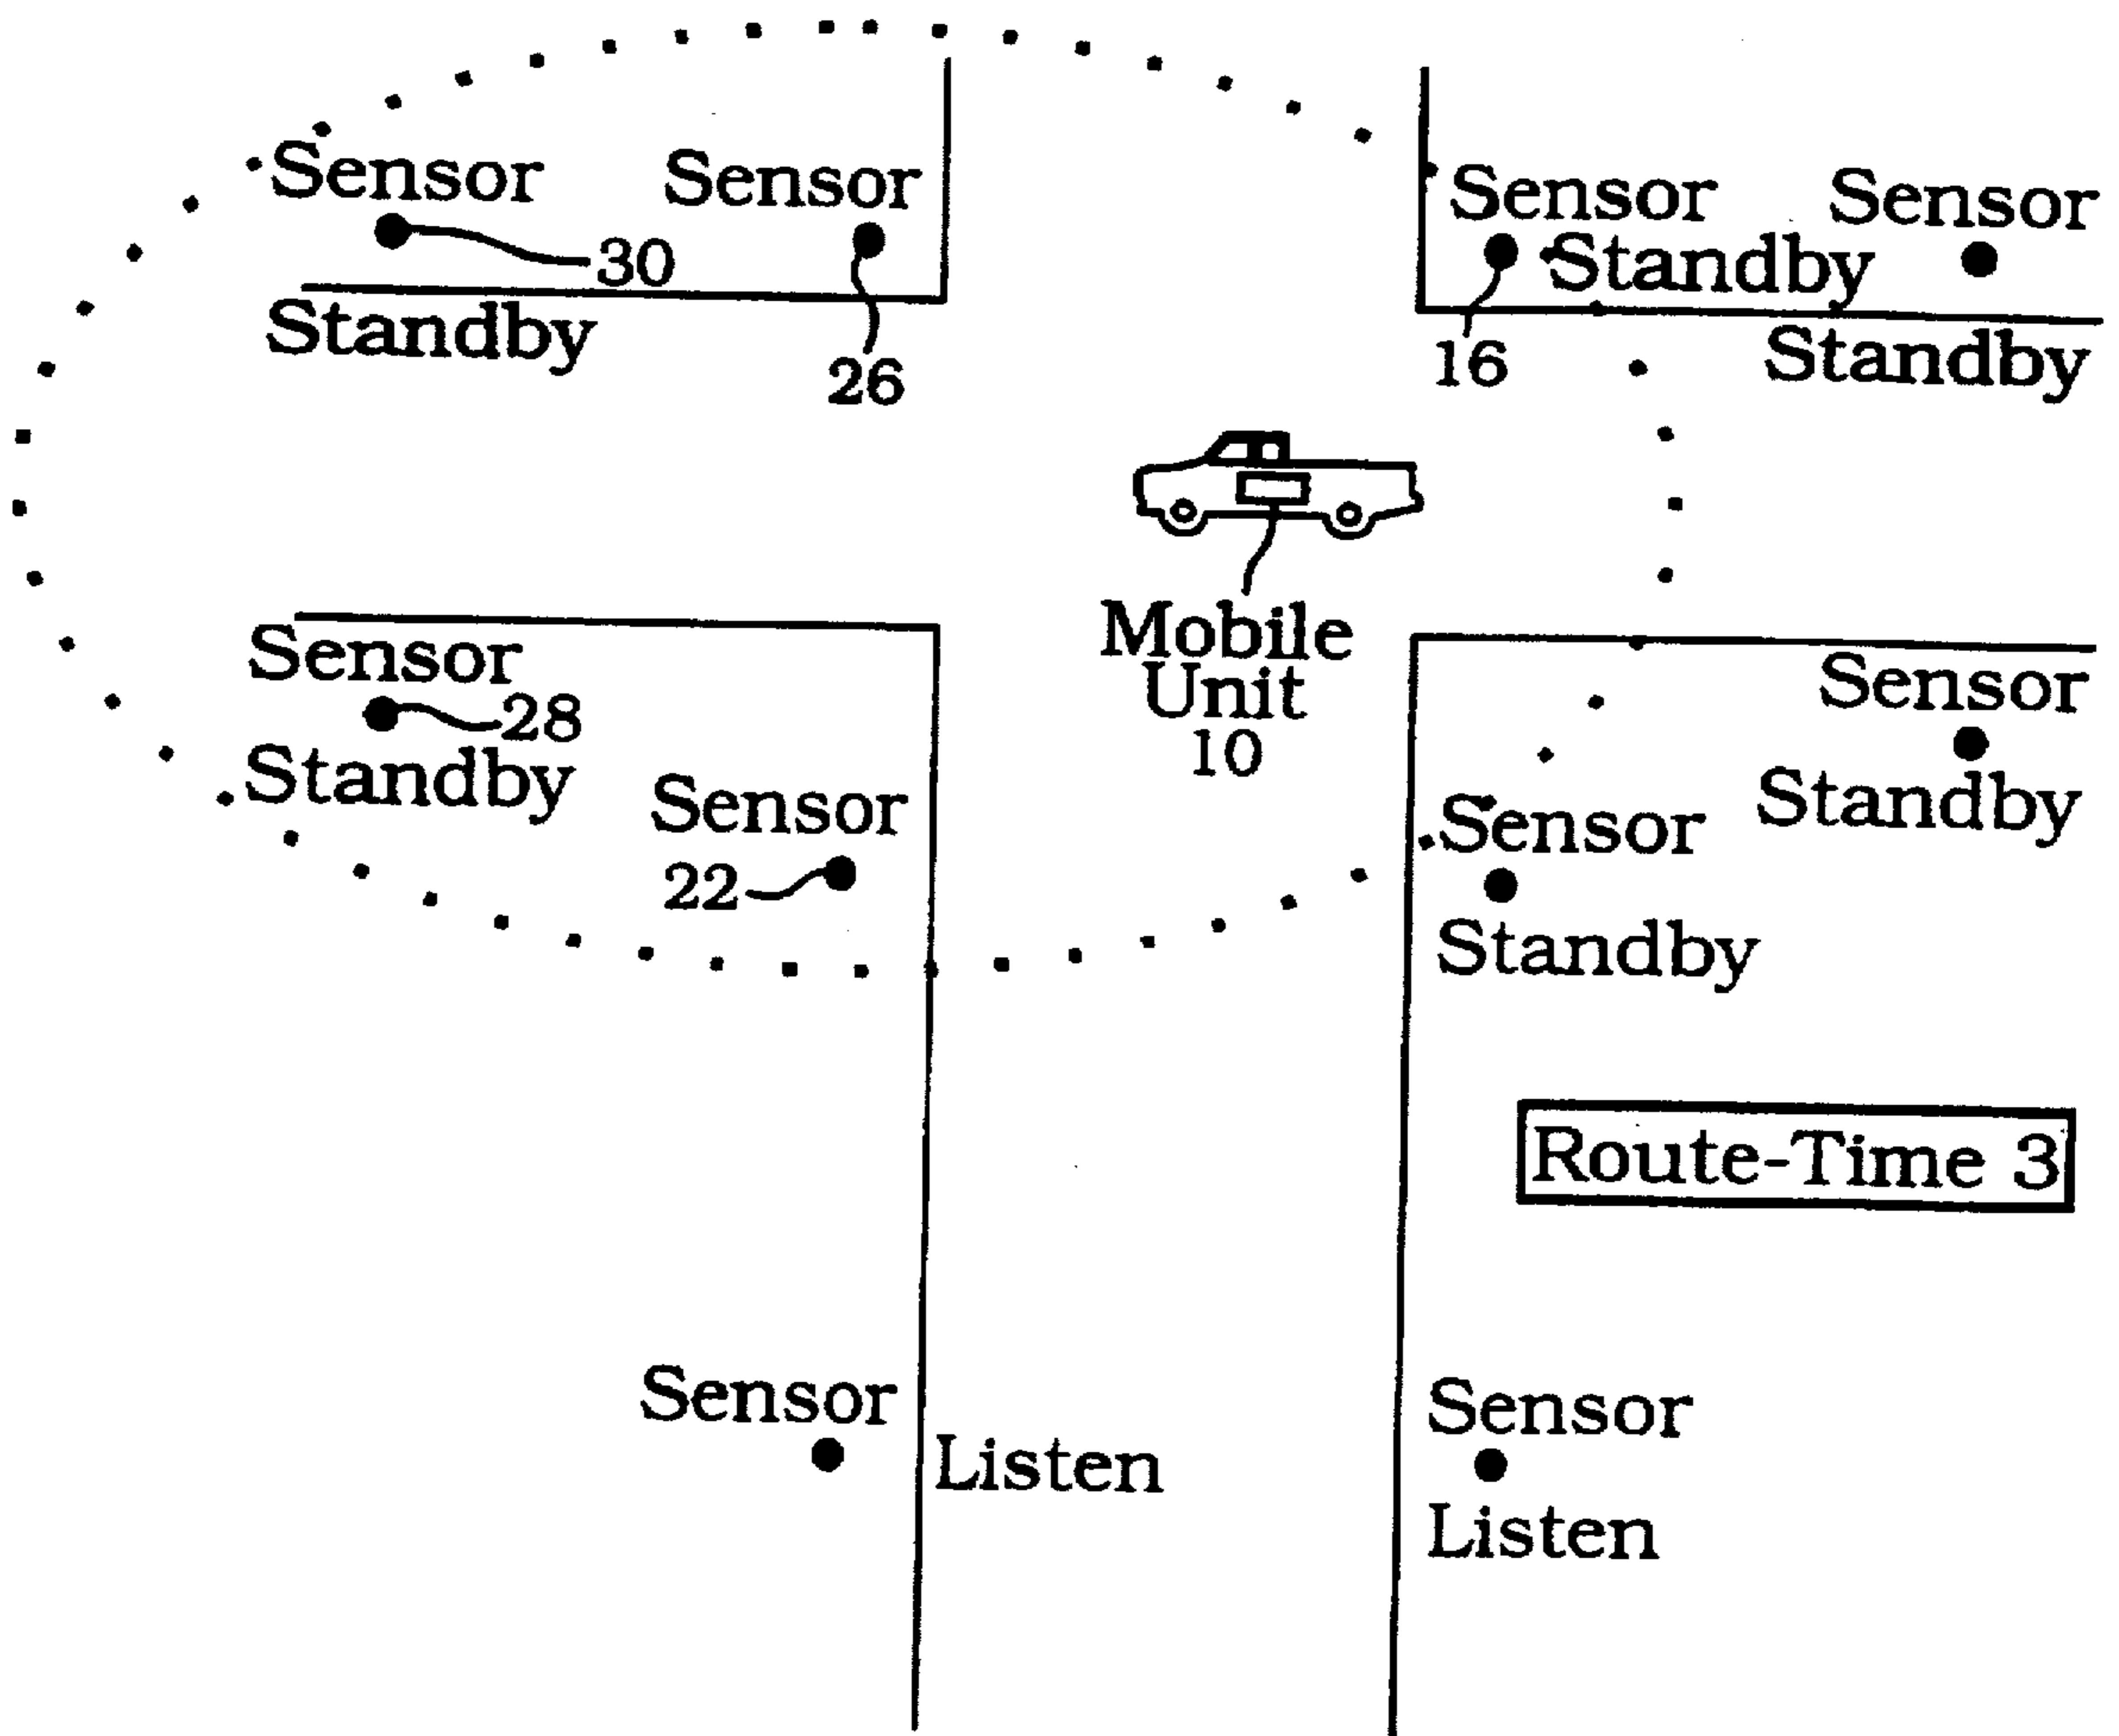 Sensor
30
Standby
Sensor
26
Sensor
Standby
16
Sensor
Standby
Mobile
Unit
10
Sensor
28
Standby
Sensor
22
Sensor
Standby
Sensor
Standby
Route-Time 3
Sensor
Listen
Sensor
Listen